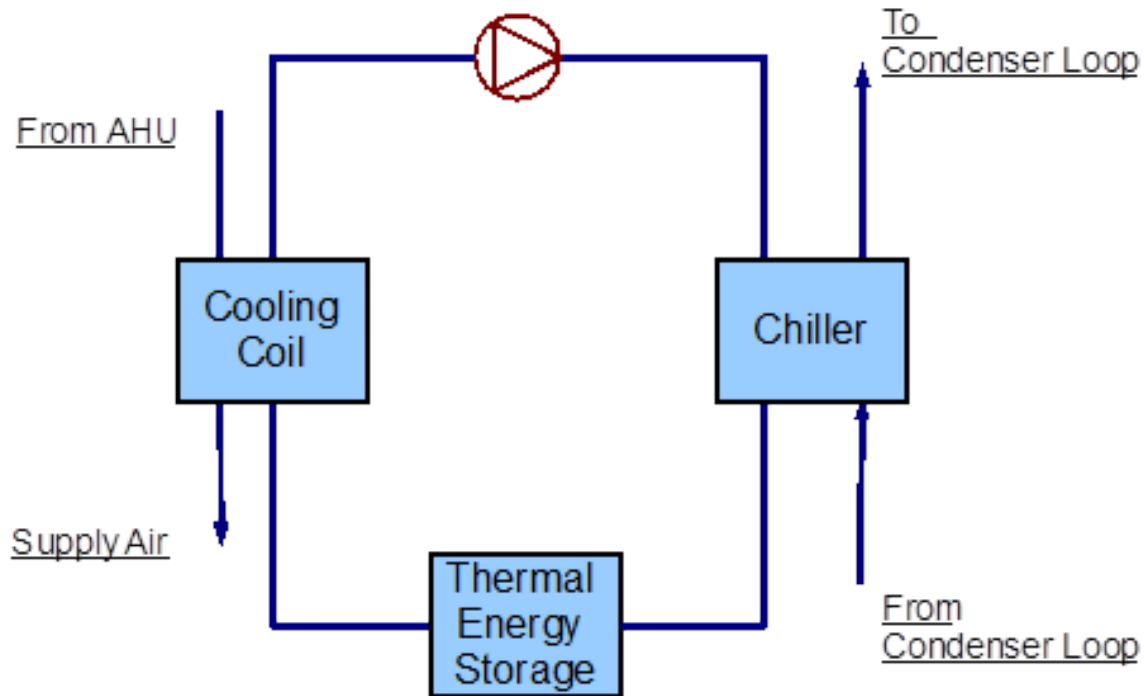 To
Condenser Loop
From AHU
Cooling
Coil
Chiller
Supply Air
Thermal
Energy
Storage
From
Condenser Loop